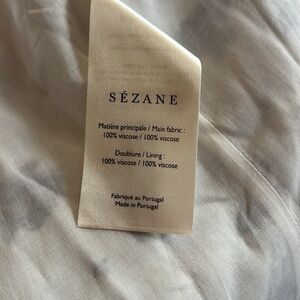 SÉZANE
Matière principale / Main fabric :
100% viscose / 100% viscose
Doublure / Lining :
100% viscose / 100% viscose
Fabriqué au Portugal
Made in Portugal